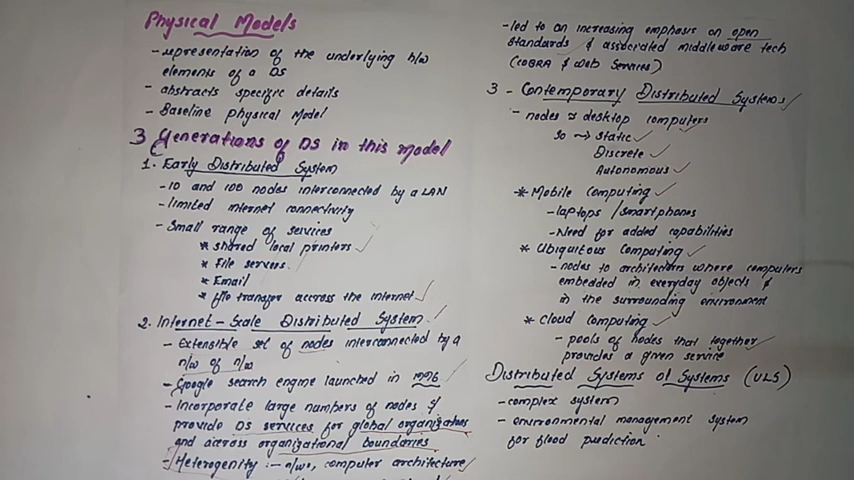 Physical Models
- representation of the underlying h/w
elements of a DS
- abstracts specific details
- Baseline physical Model
3 Generations of DS in this model
1. Early Distributed System
- 10 and 100 nodes interconnected by a LAN
- limited internet connectivity
- Small range of services
* shared local printers
* File servers
* Email
* file transfer accross the internet
2. Internet-Scale Distributed System
- Extensible set of nodes interconnected by a
n/w of n/ws
- Google search engine launched in 1996
- Incorporate large numbers of nodes &
provide DS services for global organizations
and across organizational boundaries
- Heterogenity :- n/ws, computer architecture
- led to an increasing emphasis on open
standards & associated middleware tech
(COBRA & Web Services)
3 - Contemporary Distributed Systems
- nodes ≈ desktop computers
so → Static
Discrete
Autonomous
* Mobile Computing
- laptops / smartphones
- Need for added capabilities
* Ubiquitous Computing
- nodes to architectures where computers
embedded in everyday objects &
in the surrounding environment
* Cloud Computing
- pools of nodes that together
provides a given service
Distributed Systems of Systems (ULS)
- complex system
- environmental management system
for flood prediction